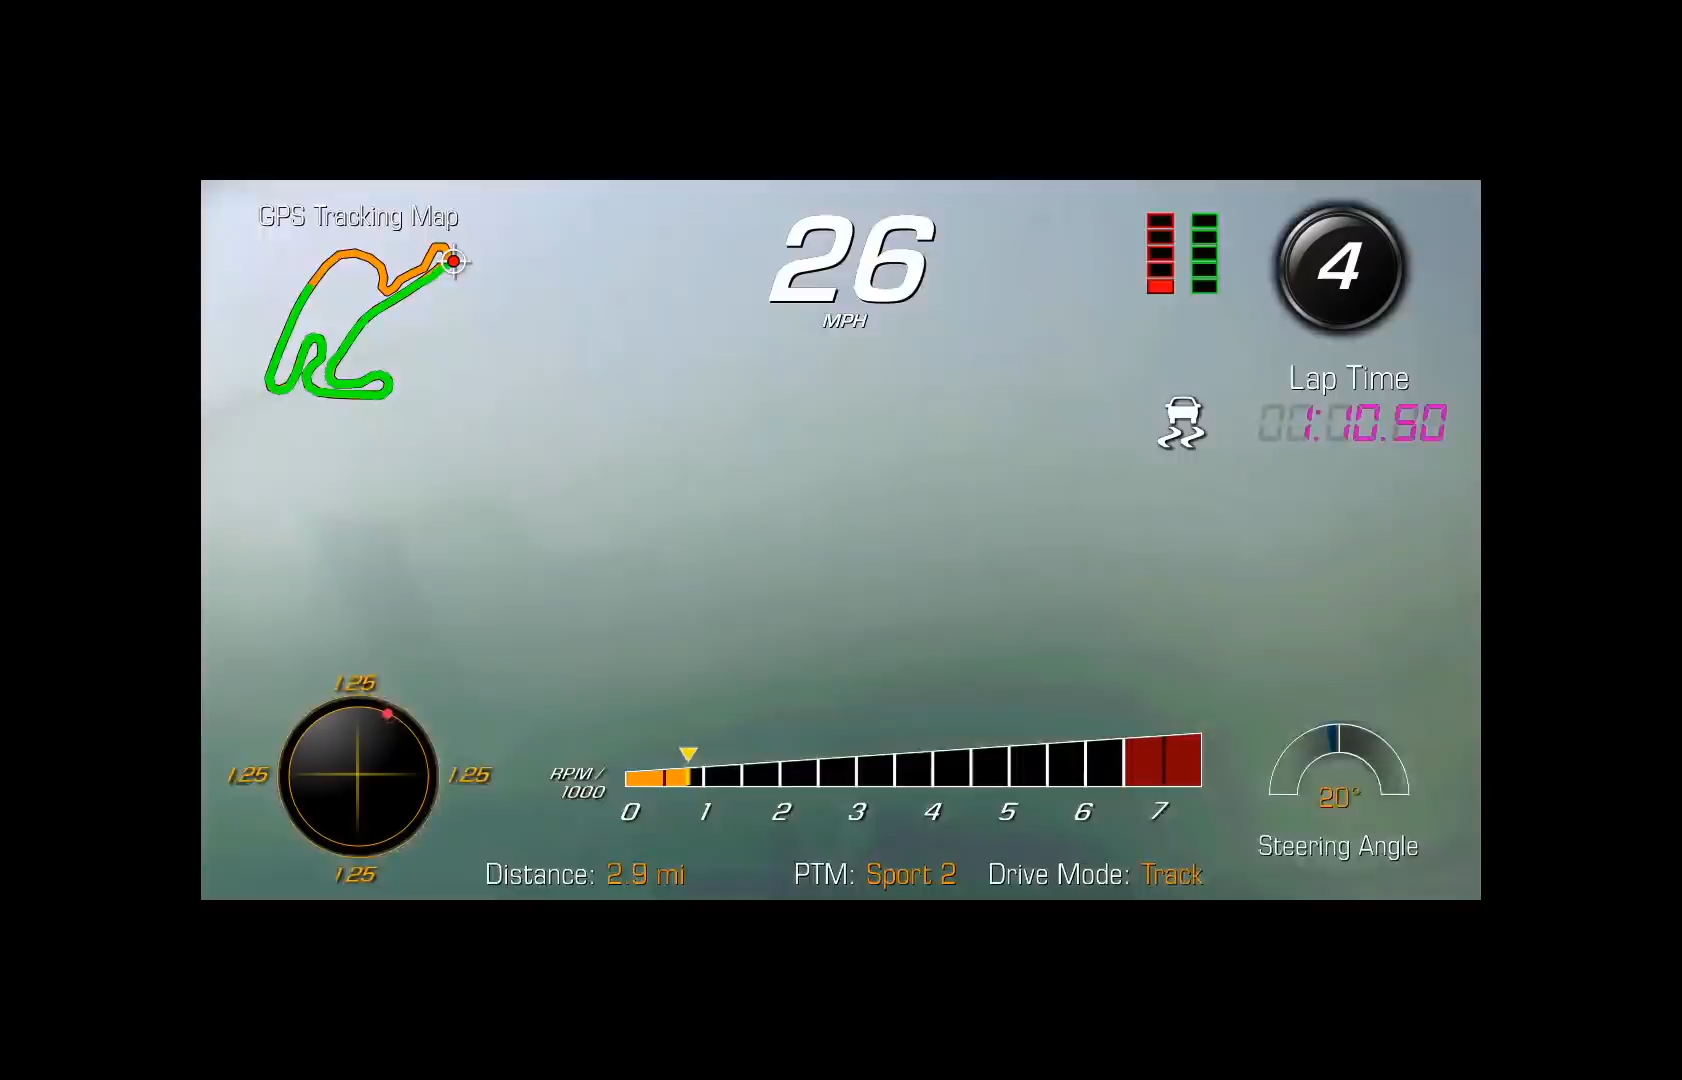 GPS Tracking Map
26
MPH
4
Lap Time
1:10.90
1.25
1.25
1.25
1.25
RPM /
1000
0 1 2 3 4 5 6 7
20°
Steering Angle
Distance: 2.9 mi
PTM: Sport 2
Drive Mode: Track